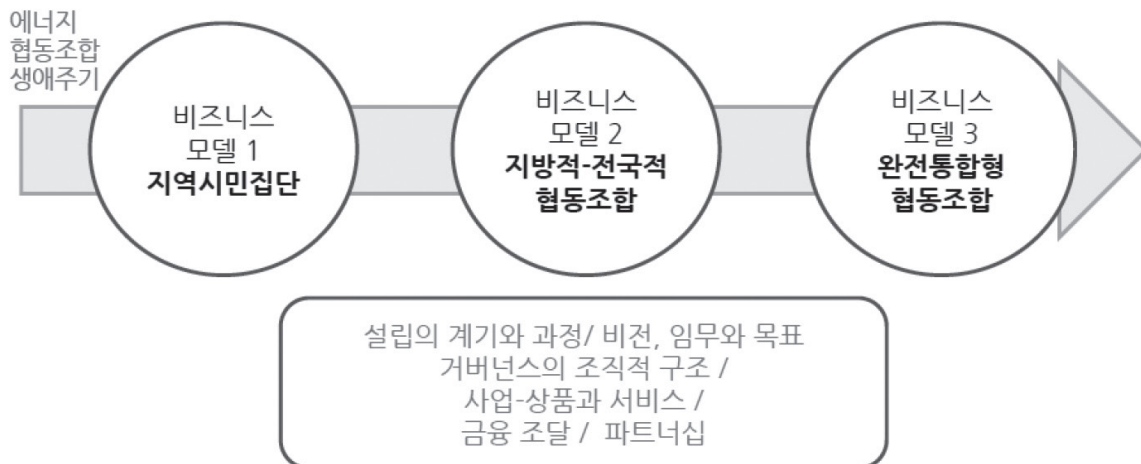 에너지
협동조합
생애주기
비즈니스
모델 1
지역시민집단
비즈니스
모델 2
지방적-전국적
협동조합
비즈니스
모델 3
완전통합형
협동조합
설립의 계기와 과정/ 비전, 임무와 목표
거버넌스의 조직적 구조 /
사업-상품과 서비스 /
금융 조달 / 파트너십